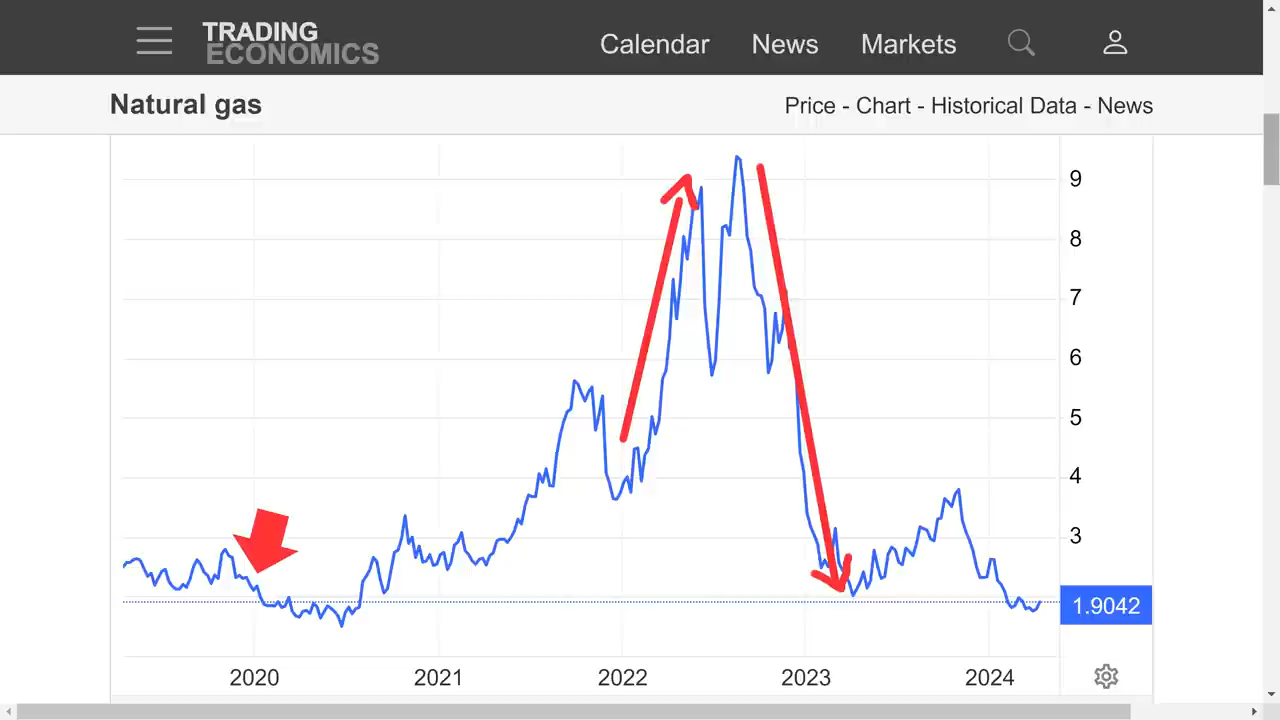 TRADING
ECONOMICS
Calendar News Markets
Natural gas
Price - Chart - Historical Data - News
9
8
7
6
5
4
3
1.9042
2020 2021 2022 2023 2024